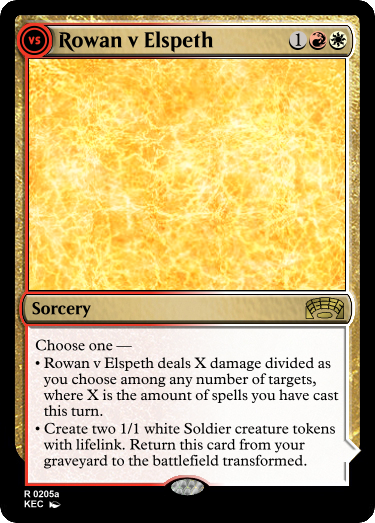 VS Rowan v Elspeth 1
Sorcery
Choose one —
• Rowan v Elspeth deals X damage divided as
you choose among any number of targets,
where X is the amount of spells you have cast
this turn.
• Create two 1/1 white Soldier creature tokens
with lifelink. Return this card from your
graveyard to the battlefield transformed.
R 0205a
KEC